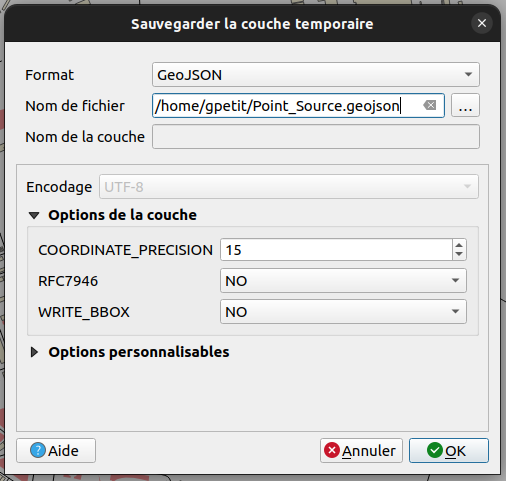 Sauvegarder la couche temporaire
Format GeoJSON
Nom de fichier /home/gpetit/Point_Source.geojson ...
Nom de la couche
Encodage UTF-8
Options de la couche
COORDINATE_PRECISION 15
RFC7946 NO
WRITE_BBOX NO
Options personnalisables
Aide Annuler OK